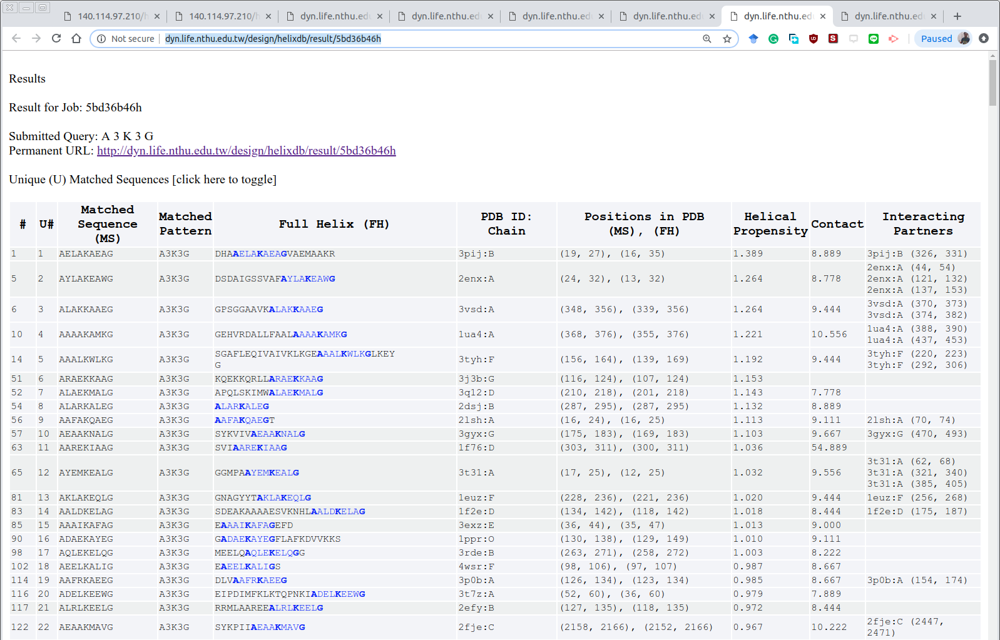 140.114.97.210/h 140.114.97.210/h dyn.life.nthu.edu dyn.life.nthu.edu dyn.life.nthu.edu dyn.life.nthu.edu dyn.life.nthu.edu dyn.life.nthu.edu
Not secure dyn.life.nthu.edu.tw/design/helixdb/result/5bd36b46h Paused
Results
Result for Job: 5bd36b46h
Submitted Query: A 3 K 3 G
Permanent URL: http://dyn.life.nthu.edu.tw/design/helixdb/result/5bd36b46h
Unique (U) Matched Sequences [click here to toggle]
# U# Matched Sequence (MS) Matched Pattern Full Helix (FH) PDB ID: Chain Positions in PDB (MS), (FH) Helical Propensity Contact Interacting Partners
1 1 AELAKAEAG A3K3G DHAAELAKAEAGVAEMAAKR 3pij:B (19, 27), (16, 35) 1.389 8.889 3pij:B (326, 331)
5 2 AYLAKEAWG A3K3G DSDAIGSSVAFAYLAKEAWG 2enx:A (24, 32), (13, 32) 1.264 8.778 2enx:A (44, 54)
2enx:A (121, 132)
2enx:A (137, 153)
6 3 ALAKKAAEG A3K3G GPSGGAAVKALAKKAAEG 3vsd:A (348, 356), (339, 356) 1.264 9.444 3vsd:A (370, 373)
3vsd:A (374, 382)
10 4 AAAAKAMKG A3K3G GEHVRDALLFAALAAAAKAMKG 1ua4:A (368, 376), (355, 376) 1.221 10.556 1ua4:A (388, 390)
1ua4:A (437, 453)
14 5 AAALKWLKG A3K3G SGAFLEQIVAIVKLKGEAAALKWLKGLKEY
G 3tyh:F (156, 164), (139, 169) 1.192 9.444 3tyh:F (220, 223)
3tyh:F (292, 306)
51 6 ARAEKKAAG A3K3G KQEKKQRLLARAEKKAAG 3j3b:G (116, 124), (107, 124) 1.153
52 7 ALAEKMALG A3K3G APQLSKIMWALAEKMALG 3q12:D (210, 218), (201, 218) 1.143 7.778
54 8 ALARKALEG A3K3G ALARKALEG 2dsj:B (287, 295), (287, 295) 1.132 8.889
56 9 AAFAKQAEG A3K3G AAFAKQAEGT 2lsh:A (16, 24), (16, 25) 1.113 9.111 2lsh:A (70, 74)
57 10 AEAAKNALG A3K3G SYKVIVAEAAKNALG 3gyx:G (175, 183), (169, 183) 1.103 9.667 3gyx:G (470, 493)
63 11 AAREKIAAG A3K3G SVIAAREKIAAG 1f76:D (303, 311), (300, 311) 1.036 54.889
65 12 AYEMKEALG A3K3G GGMPAAYEMKEALG 3t31:A (17, 25), (12, 25) 1.032 9.556 3t31:A (62, 68)
3t31:A (321, 340)
3t31:A (385, 405)
81 13 AKLAKEQLG A3K3G GNAGYYTAKLAKEQLG 1euz:F (228, 236), (221, 236) 1.020 9.444 1euz:F (256, 268)
83 14 AALDKELAG A3K3G SDEAKAAAAESVKNHLAALDKELAG 1f2e:D (134, 142), (118, 142) 1.018 8.444 1f2e:D (175, 187)
85 15 AAAIKAFAG A3K3G EAAAIKAFAGEFD 3exz:E (36, 44), (35, 47) 1.013 9.000
90 16 ADAEKAYEG A3K3G GADAEKAYEGFLAFKDVVKKS 1ppr:O (130, 138), (129, 149) 1.010 9.111
98 17 AQLEKELQG A3K3G MEELQAQLEKELQGG 3rde:B (263, 271), (258, 272) 1.003 8.222
102 18 AEELKALIG A3K3G EAEELKALIGS 4wsr:F (98, 106), (97, 107) 0.987 8.667
114 19 AAFRKAEEG A3K3G DLVAAFRKAEEG 3p0b:A (126, 134), (123, 134) 0.985 8.667 3p0b:A (154, 174)
116 20 ADELKEEWG A3K3G EIPDIMFKLKTQPNKIADELKEEWG 3t7z:A (52, 60), (36, 60) 0.979 7.889
117 21 ALRLKEELG A3K3G RRMLAAREEALRLKEELG 2efy:B (127, 135), (118, 135) 0.972 8.444
122 22 AEAAKMAVG A3K3G SYKPIIAEAAKMAVG 2fje:C (2158, 2166), (2152, 2166) 0.967 10.222 2fje:C (2447,
2471)